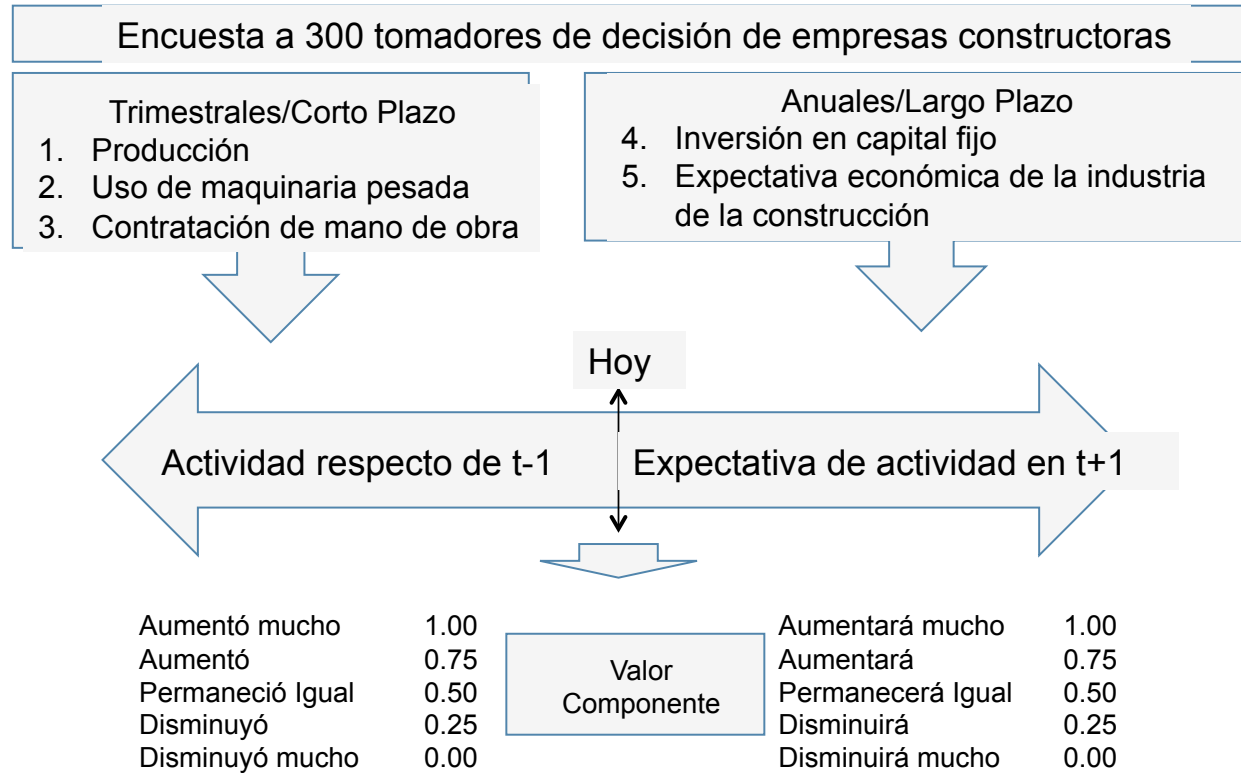 Encuesta a 300 tomadores de decisión de empresas constructoras
Trimestrales/Corto Plazo
1. Producción
2. Uso de maquinaria pesada
3. Contratación de mano de obra
Anuales/Largo Plazo
4. Inversión en capital fijo
5. Expectativa económica de la industria
de la construcción
Hoy
Actividad respecto de t-1
Expectativa de actividad en t+1
Aumentó mucho 1.00
Aumentó 0.75
Permaneció Igual 0.50
Disminuyó 0.25
Disminuyó mucho 0.00
Valor
Componente
Aumentará mucho 1.00
Aumentará 0.75
Permanecerá Igual 0.50
Disminuirá 0.25
Disminuirá mucho 0.00